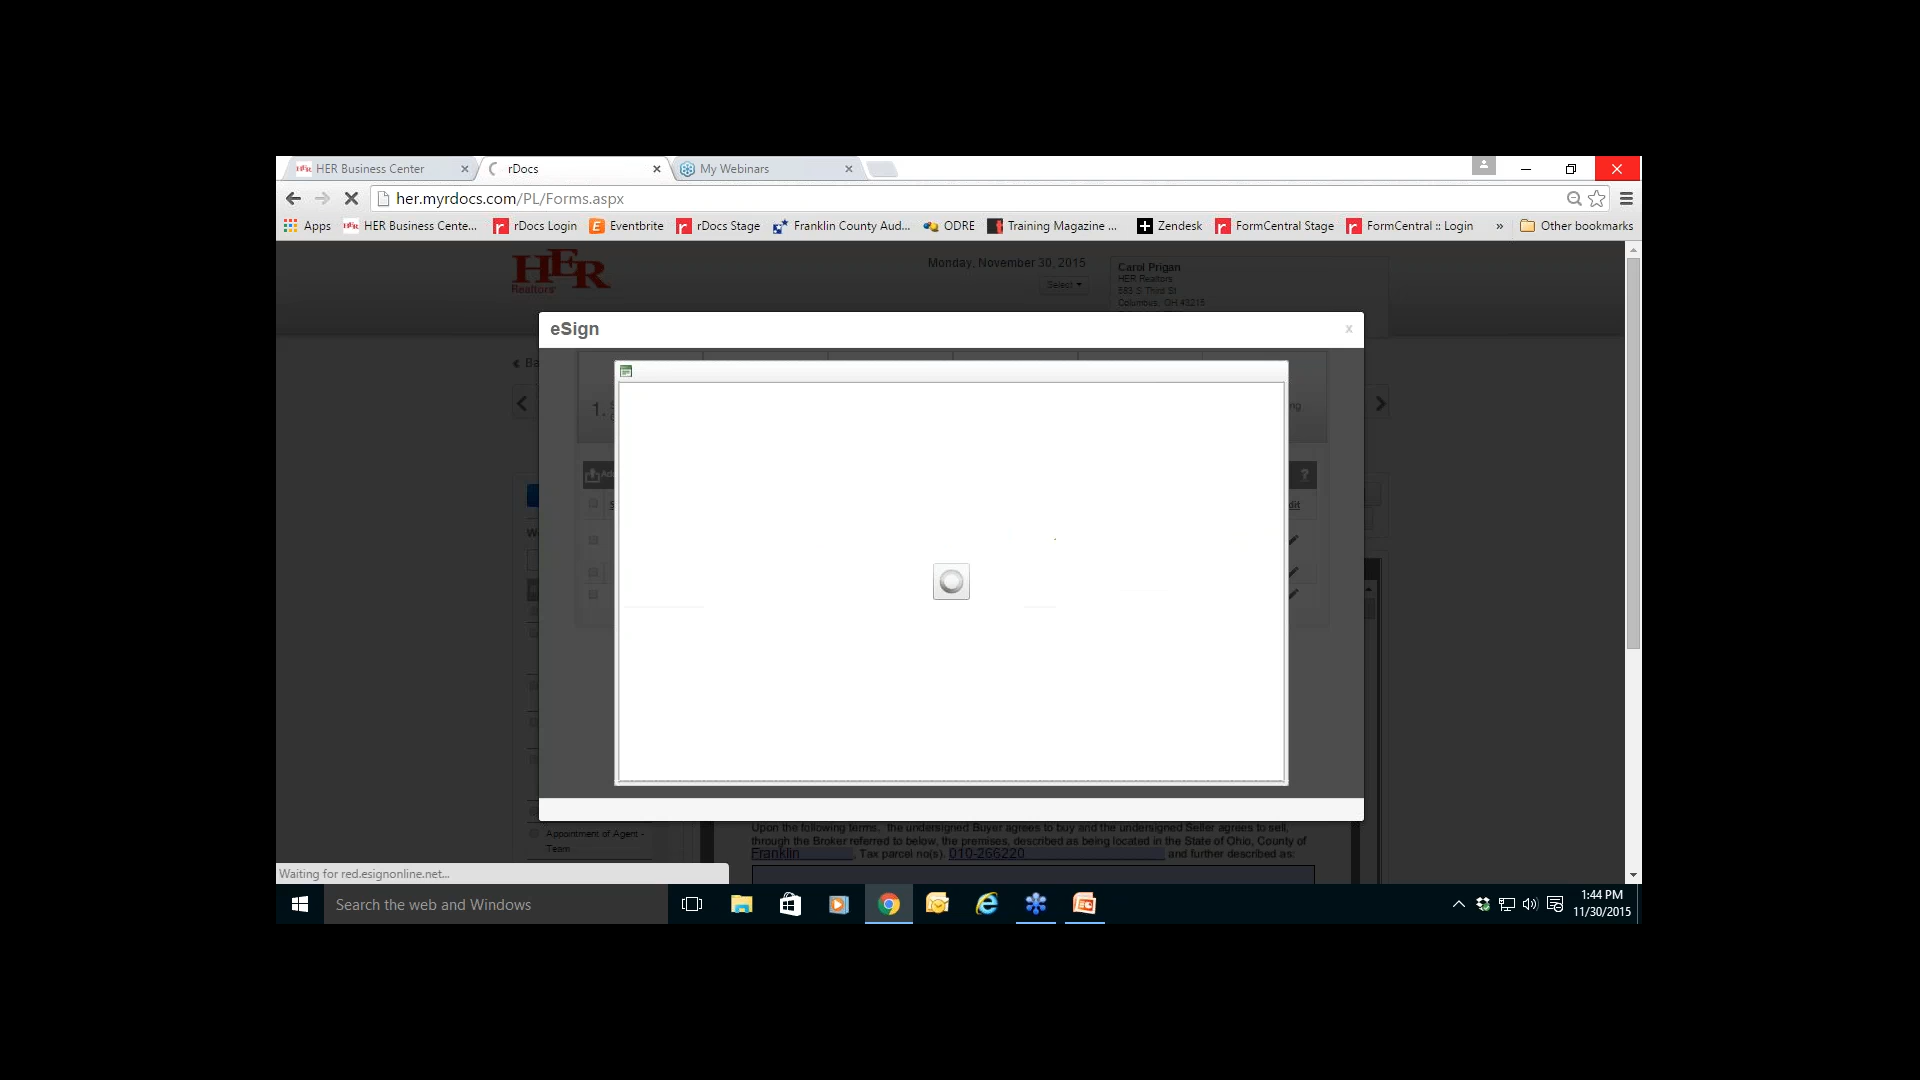 HER Business Center
rDocs
My Webinars
her.myrdocs.com/PL/Forms.aspx
Apps
HER Business Cente...
rDocs Login
Eventbrite
rDocs Stage
Franklin County Aud...
ODRE
Training Magazine ...
Zendesk
FormCentral Stage
FormCentral :: Login
»
Other bookmarks
HER
Realtors
Monday, November 30, 2015
Select
Carol Prigan
HER Realtors
583 S Third St
Columbus, OH 43215
eSign
x
1.
?
Appointment of Agent -
Team
Upon the following terms, the undersigned Buyer agrees to buy and the undersigned Seller agrees to sell,
through the Broker referred to below, the premises, described as being located in the State of Ohio, County of
Franklin, Tax parcel no(s). 010-266220 and further described as:
Waiting for red.esignonline.net...
Search the web and Windows
1:44 PM
11/30/2015